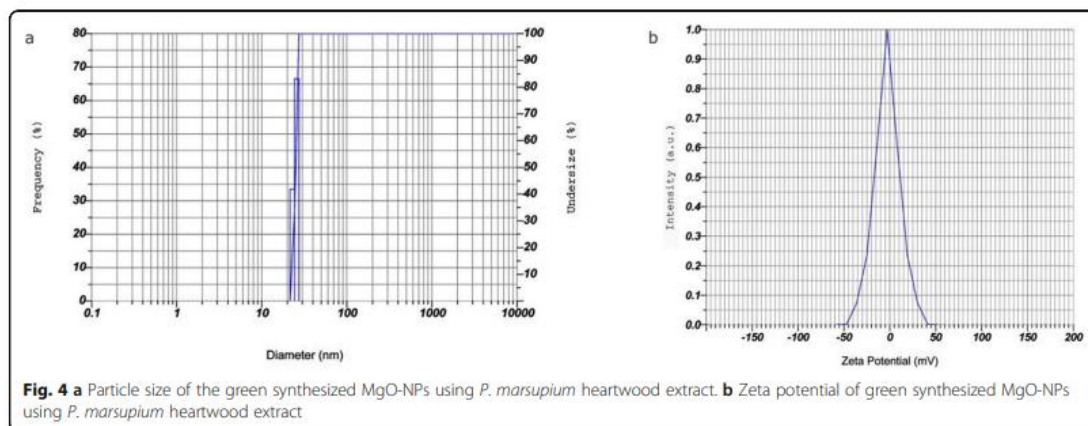 a
80
70
60
50
40
30
20
10
0
Frequency (%)
100
90
80
70
60
50
40
30
20
10
Undersize (%)
0.1 1 10 100 1000 10000
Diameter (nm)
b
1.0
0.9
0.8
0.7
0.6
0.5
0.4
0.3
0.2
0.1
0.0
Intensity (a.u.)
-150 -100 -50 0 50 100 150 200
Zeta Potential (mV)
Fig. 4 a Particle size of the green synthesized MgO-NPs using P. marsupium heartwood extract. b Zeta potential of green synthesized MgO-NPs
using P. marsupium heartwood extract